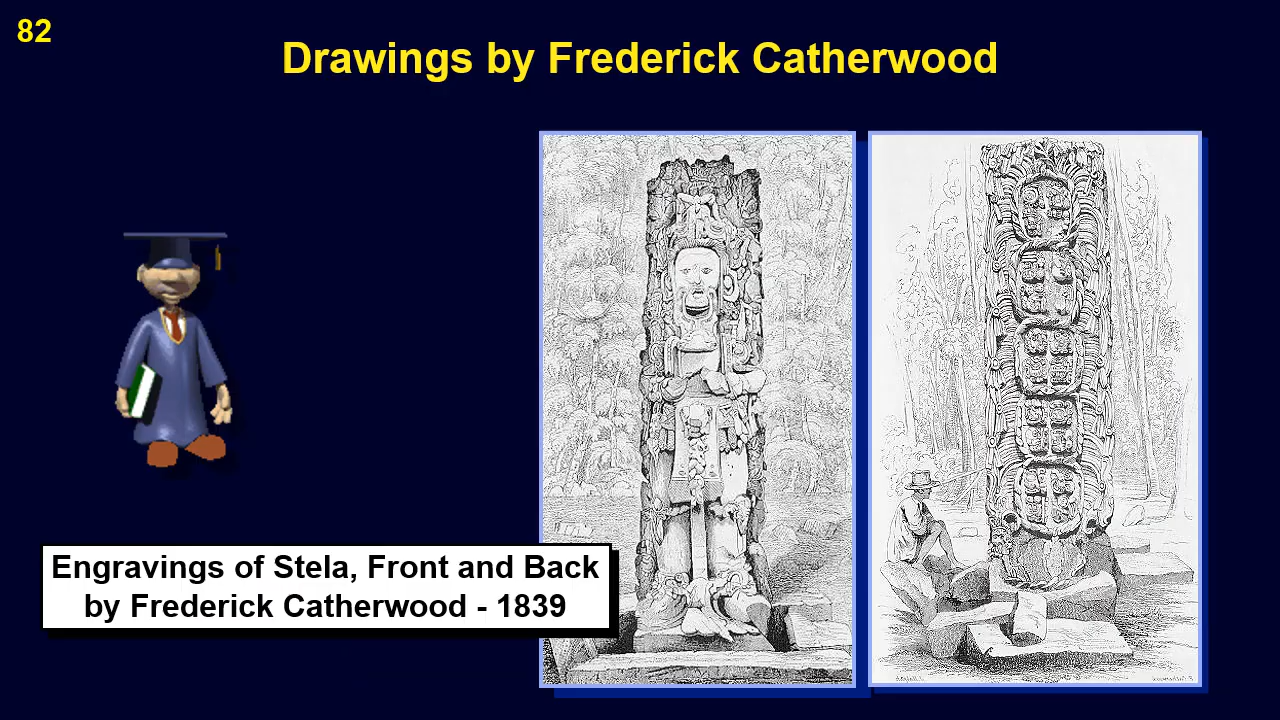 82
Drawings by Frederick Catherwood
Engravings of Stela, Front and Back
by Frederick Catherwood - 1839